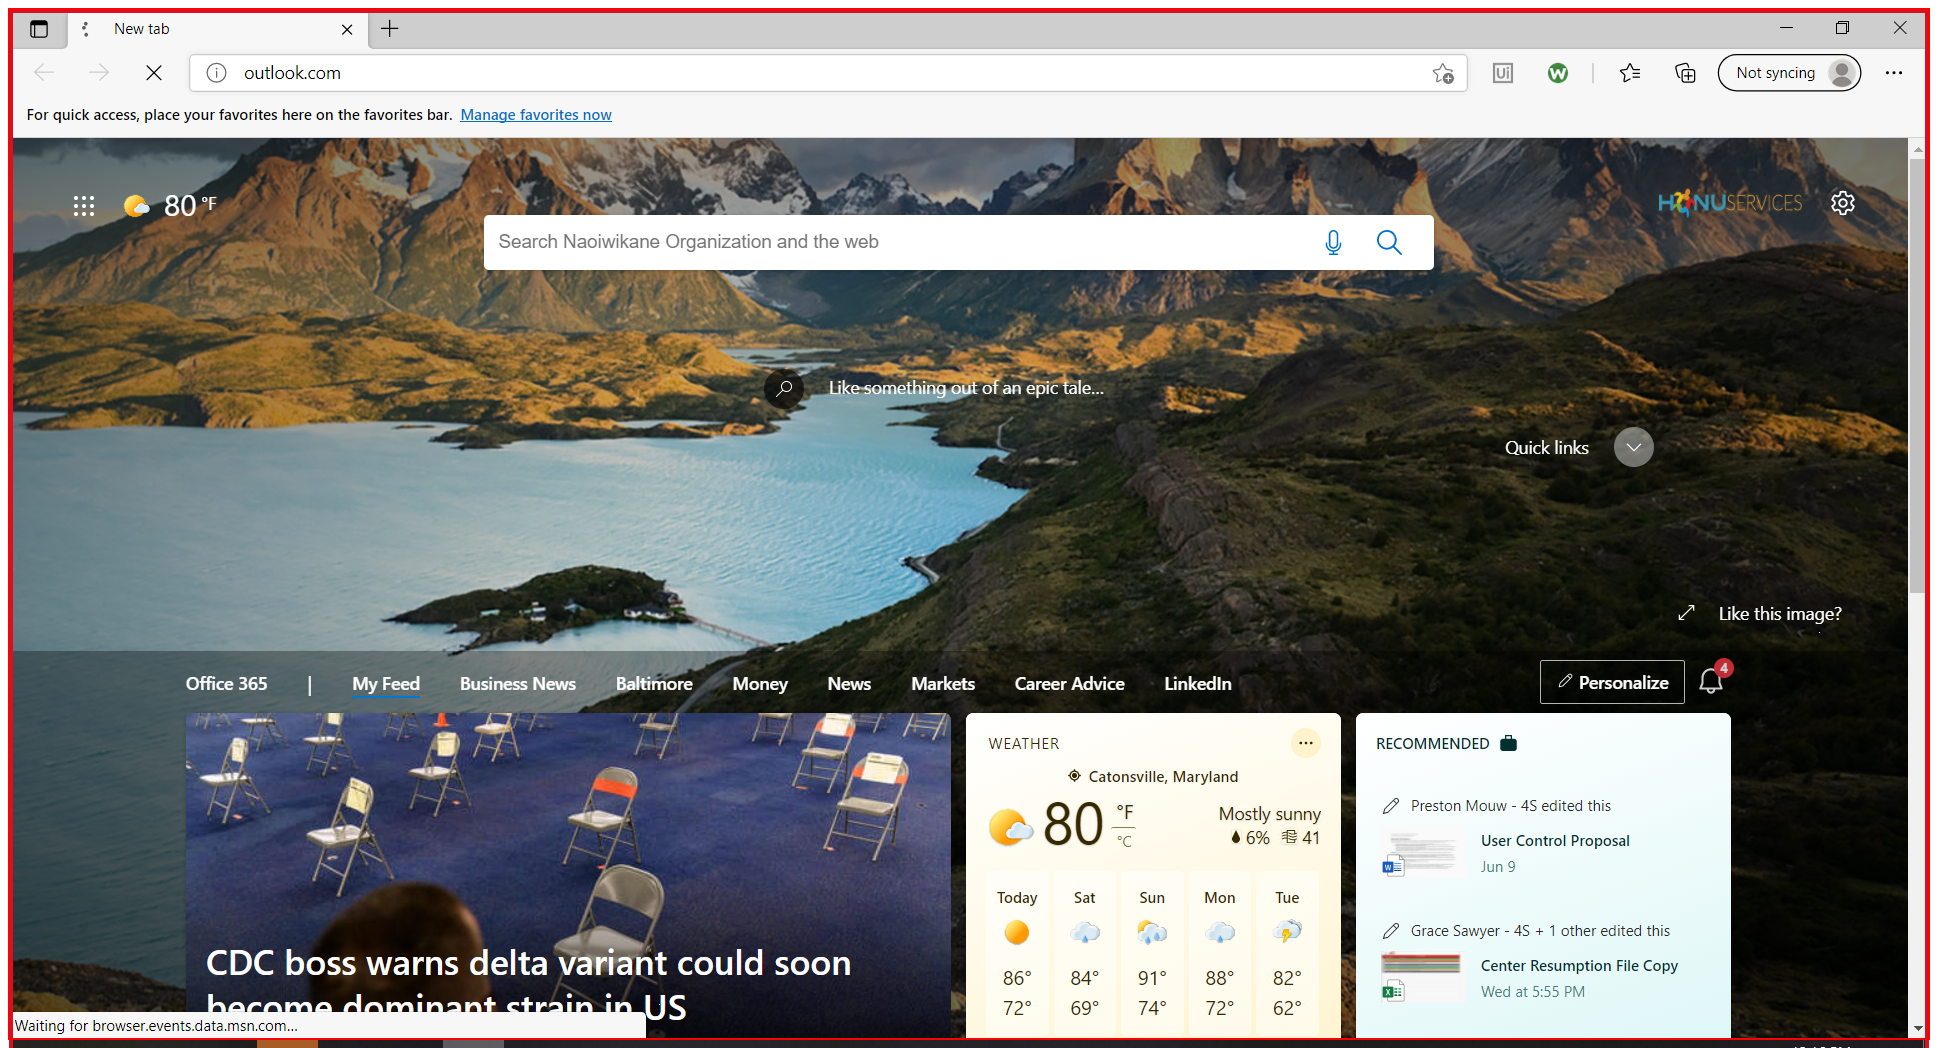 New tab
outlook.com
Not syncing
For quick access, place your favorites here on the favorites bar. Manage favorites now
80 °F
HONUSERVICES
Search Naoiwikane Organization and the web
Like something out of an epic tale...
Quick links
Like this image?
Office 365 | My Feed Business News Baltimore Money News Markets Career Advice LinkedIn
Personalize
4
CDC boss warns delta variant could soon
become dominant strain in US
WEATHER
Catonsville, Maryland
80 °F
°C
Mostly sunny
6% 41
Today Sat Sun Mon Tue
86° 84° 91° 88° 82°
72° 69° 74° 72° 62°
RECOMMENDED
Preston Mouw - 4S edited this
User Control Proposal
Jun 9
Grace Sawyer - 4S + 1 other edited this
Center Resumption File Copy
Wed at 5:55 PM
Waiting for browser.events.data.msn.com...